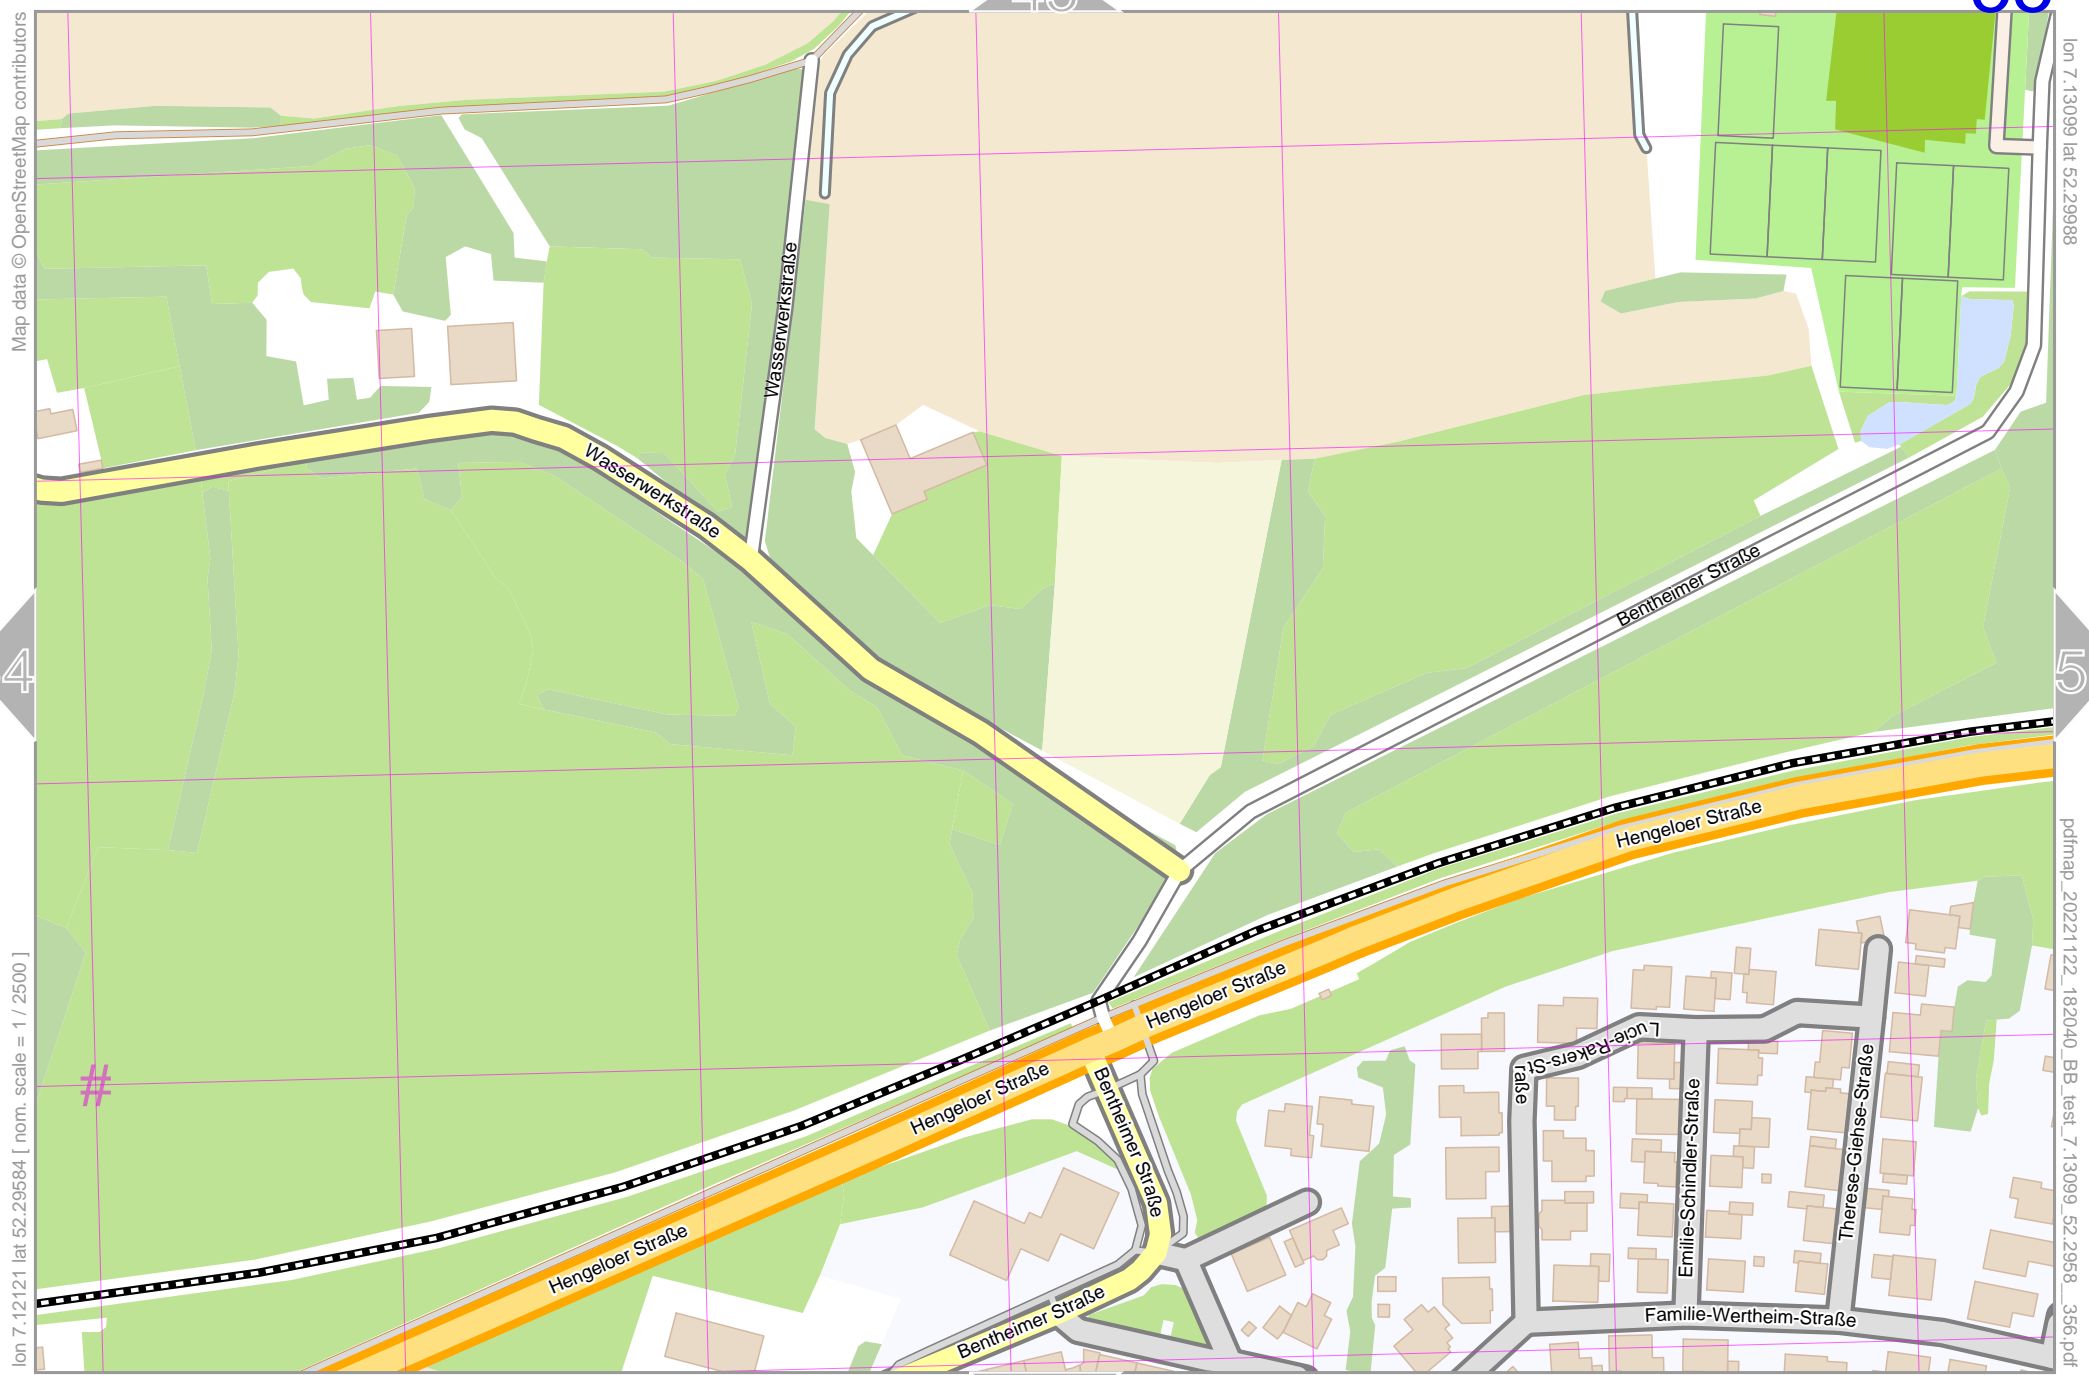 Map data © OpenStreetMap contributors
lon 7.13099 lat 52.29988
Wasserwerkstraße
Wasserwerkstraße
Bentheimer Straße
4
5
Hengeloer Straße
Hengeloer Straße
Hengeloer Straße
Hengeloer Straße
Bentheimer Straße
Bentheimer Straße
Lucie-Rakers-Straße
Emilie-Schindler-Straße
Therese-Giehse-Straße
Familie-Wertheim-Straße
#
lon 7.12121 lat 52.29584 [ nom. scale = 1 / 2500 ]
pdfmap_20221122_182040_BB_test_7.13099_52.2958__356.pdf